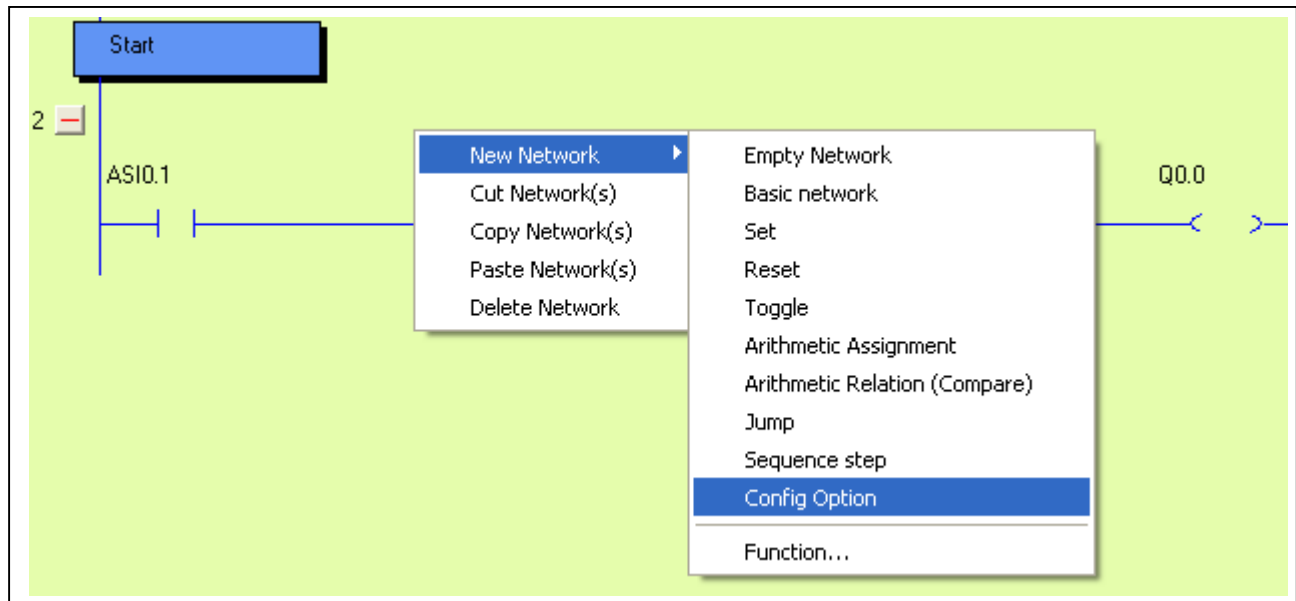 Start
2
ASI0.1
New Network
Cut Network(s)
Copy Network(s)
Paste Network(s)
Delete Network
Empty Network
Basic network
Set
Reset
Toggle
Arithmetic Assignment
Arithmetic Relation (Compare)
Jump
Sequence step
Config Option
Function...
Q0.0